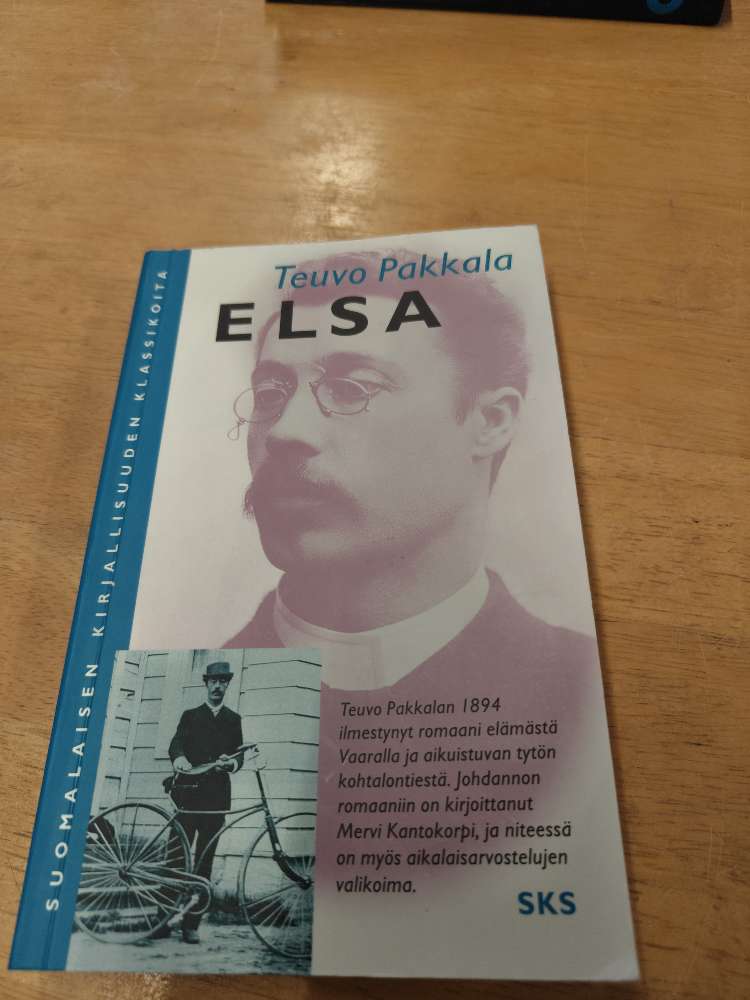 Teuvo Pakkala
ELSA
SUOMALAISEN KIRJALLISUUDEN KLASSIKOITA
Teuvo Pakkalan 1894
ilmestynyt romaani elämästä
Vaaralla ja aikuistuvan tytön
kohtalontiestä. Johdannon
romaaniin on kirjoittanut
Mervi Kantokorpi, ja niteessä
on myös aikalaisarvostelujen
valikoima.
SKS